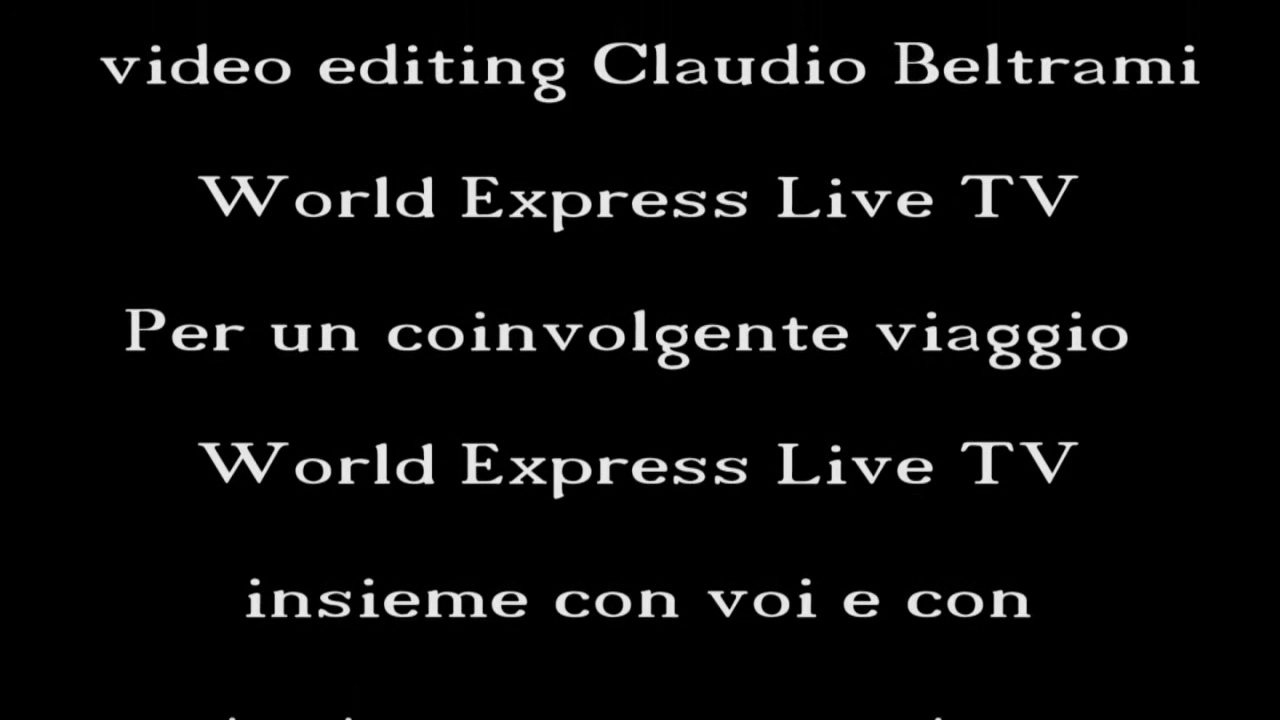 video editing Claudio Beltrami
World Express Live TV
Per un coinvolgente viaggio
World Express Live TV
insieme con voi e con